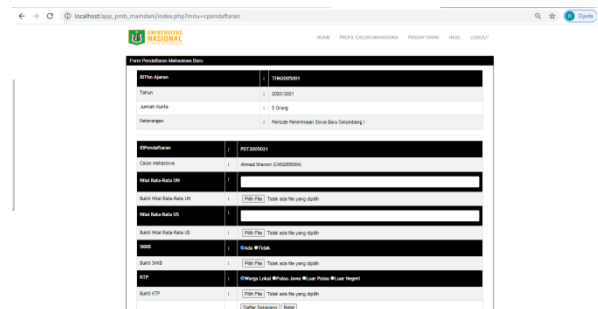 localhost/app_pmb_mamdani/index.php?mnu=cpendaftaran
Dijeda
UNIVERSITAS
NASIONAL
HOME PROFIL CALON MAHASISWA PENDAFTARAN HASIL LOGOUT
Form Pendaftaran Mahasiswa Baru
IDThn Ajaran : THN2005001
Tahun : 2020/2021
Jumlah Kuota : 5 Orang
Keterangan : Periode Penerimaan Siswa Baru Gelombang I
IDPendaftaran : PDT2005021
Calon Mahasiswa : Ahmad Sharoni (CMS2005004)
Nilai Rata-Rata UN :
Bukti Nilai Rata-Rata UN : Pilih File Tidak ada file yang dipilih
Nilai Rata-Rata US :
Bukti Nilai Rata-Rata US : Pilih File Tidak ada file yang dipilih
SKKB : Ada Tidak
Bukti SKKB : Pilih File Tidak ada file yang dipilih
KTP : Warga Lokal Pulau Jawa Luar Pulau Luar Negeri
Bukti KTP : Pilih File Tidak ada file yang dipilih
Daftar Sekarang Batal